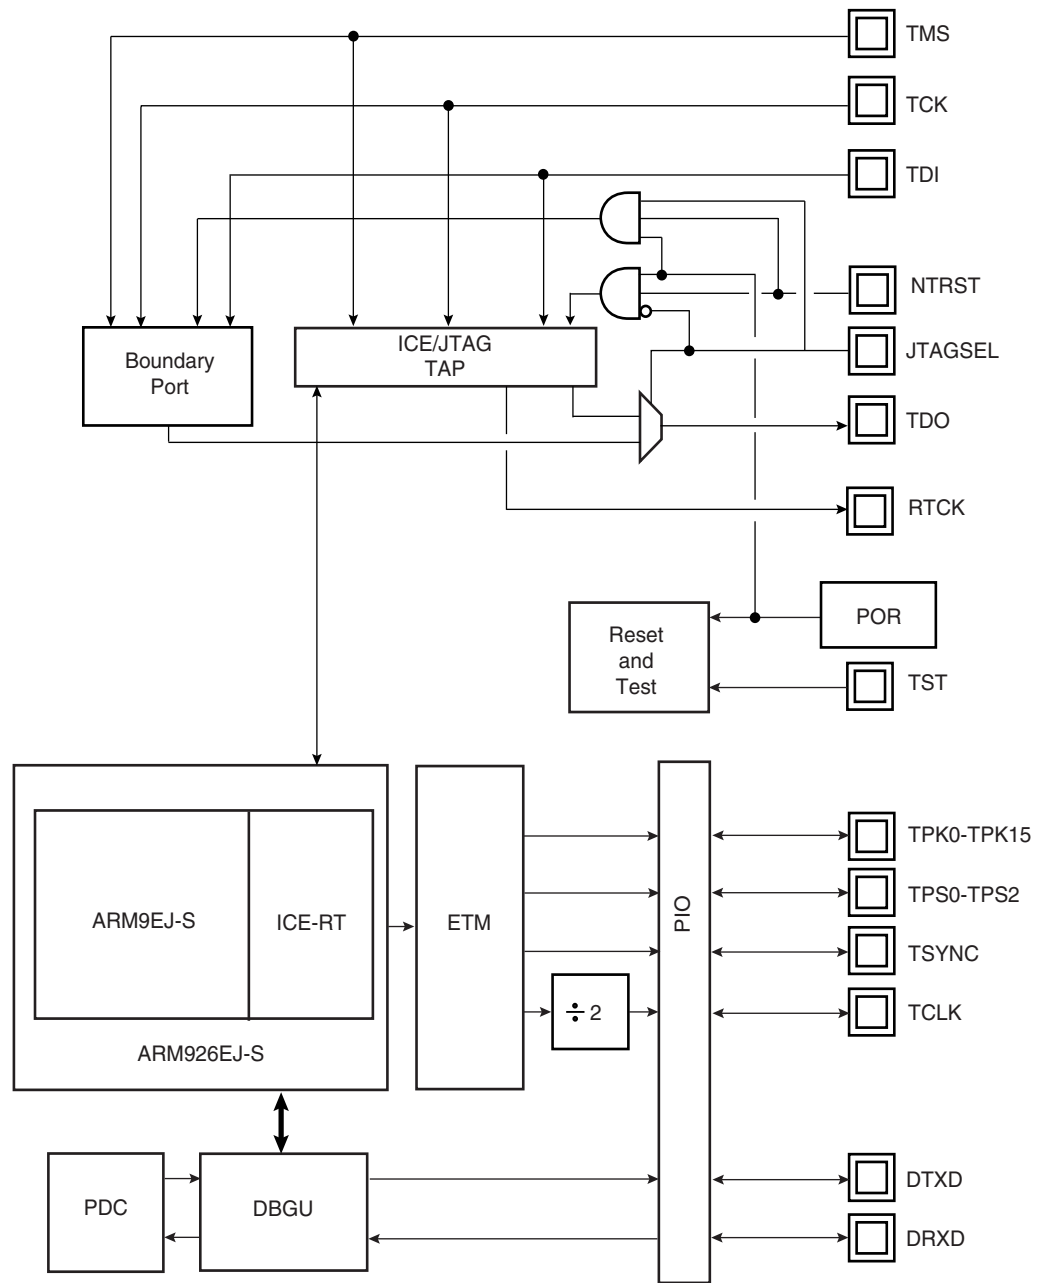 TMS
TCK
TDI
NTRST
JTAGSEL
Boundary
Port
ICE/JTAG
TAP
TDO
RTCK
POR
Reset
and
Test
TST
TPK0-TPK15
TPS0-TPS2
PIO
ARM9EJ-S
ICE-RT
ETM
TSYNC
÷ 2
TCLK
ARM926EJ-S
PDC
DBGU
DTXD
DRXD